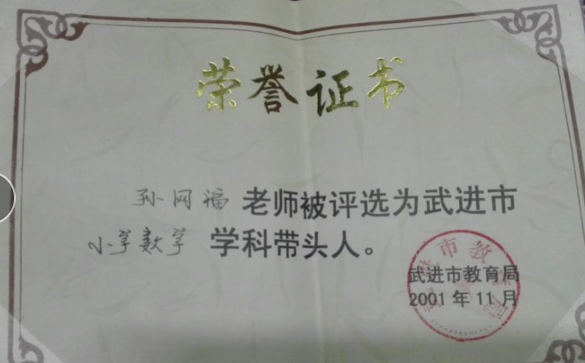 荣誉证书
孙网福 老师被评选为武进市
小学数学 学科带头人。
武进市教育局
2001年11月